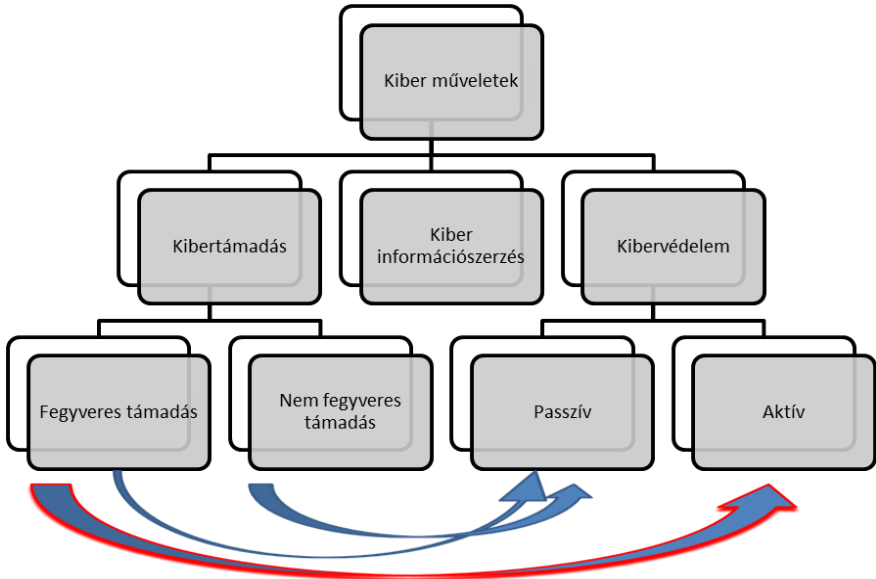 Kiber műveletek
Kibertámadás
Kiber
információszerzés
Kibervédelem
Fegyveres támadás
Nem fegyveres
támadás
Passzív
Aktív